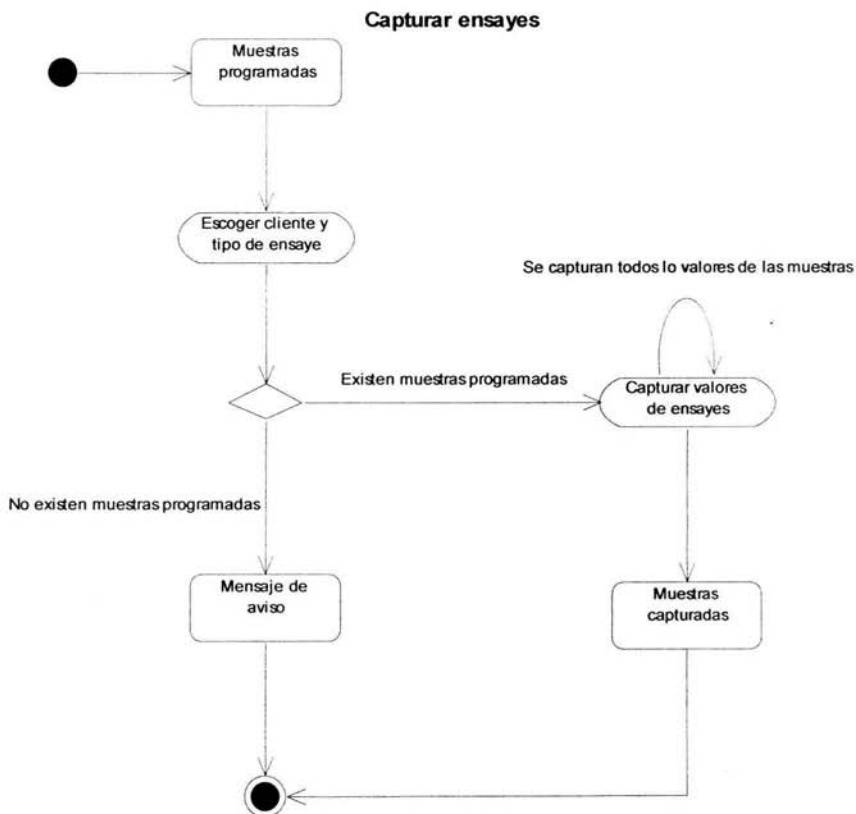 Capturar ensayes
Muestras
programadas
Escoger cliente y
tipo de ensaye
Se capturan todos lo valores de las muestras
Existen muestras programadas
Capturar valores
de ensayes
No existen muestras programadas
Mensaje de
aviso
Muestras
capturadas